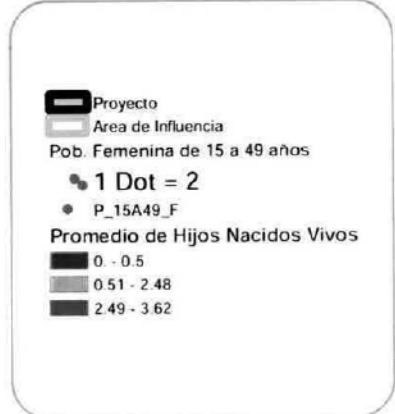 Proyecto
Area de Influencia
Pob. Femenina de 15 a 49 años
1 Dot = 2
P_15A49_F
Promedio de Hijos Nacidos Vivos
0. - 0.5
0.51 - 2.48
2.49 - 3.62